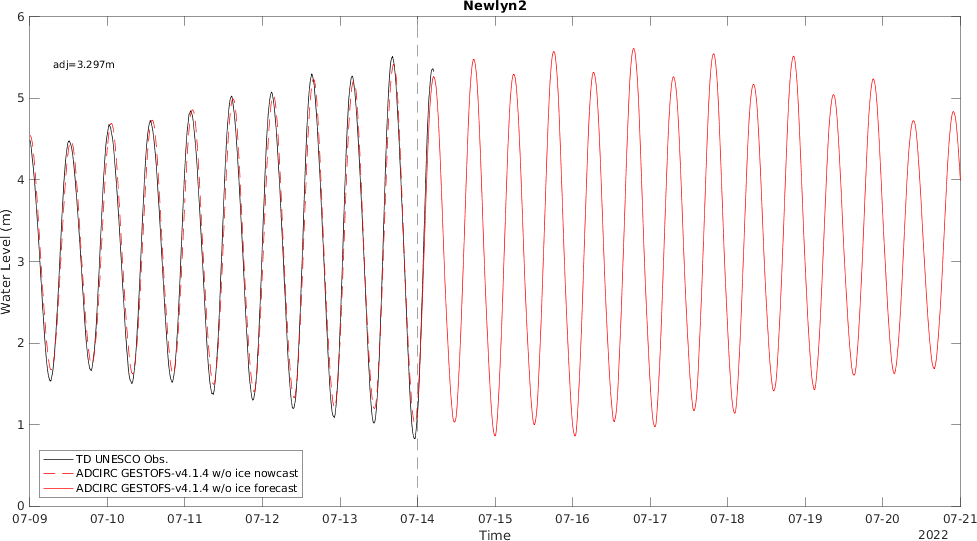 Newlyn2
adj=3.297m
Water Level (m)
6
5
4
3
2
1
0
TD UNESCO Obs.
ADCIRC GESTOFS-v4.1.4 w/o ice nowcast
ADCIRC GESTOFS-v4.1.4 w/o ice forecast
07-09 07-10 07-11 07-12 07-13 07-14 07-15 07-16 07-17 07-18 07-19 07-20 07-21
Time
2022